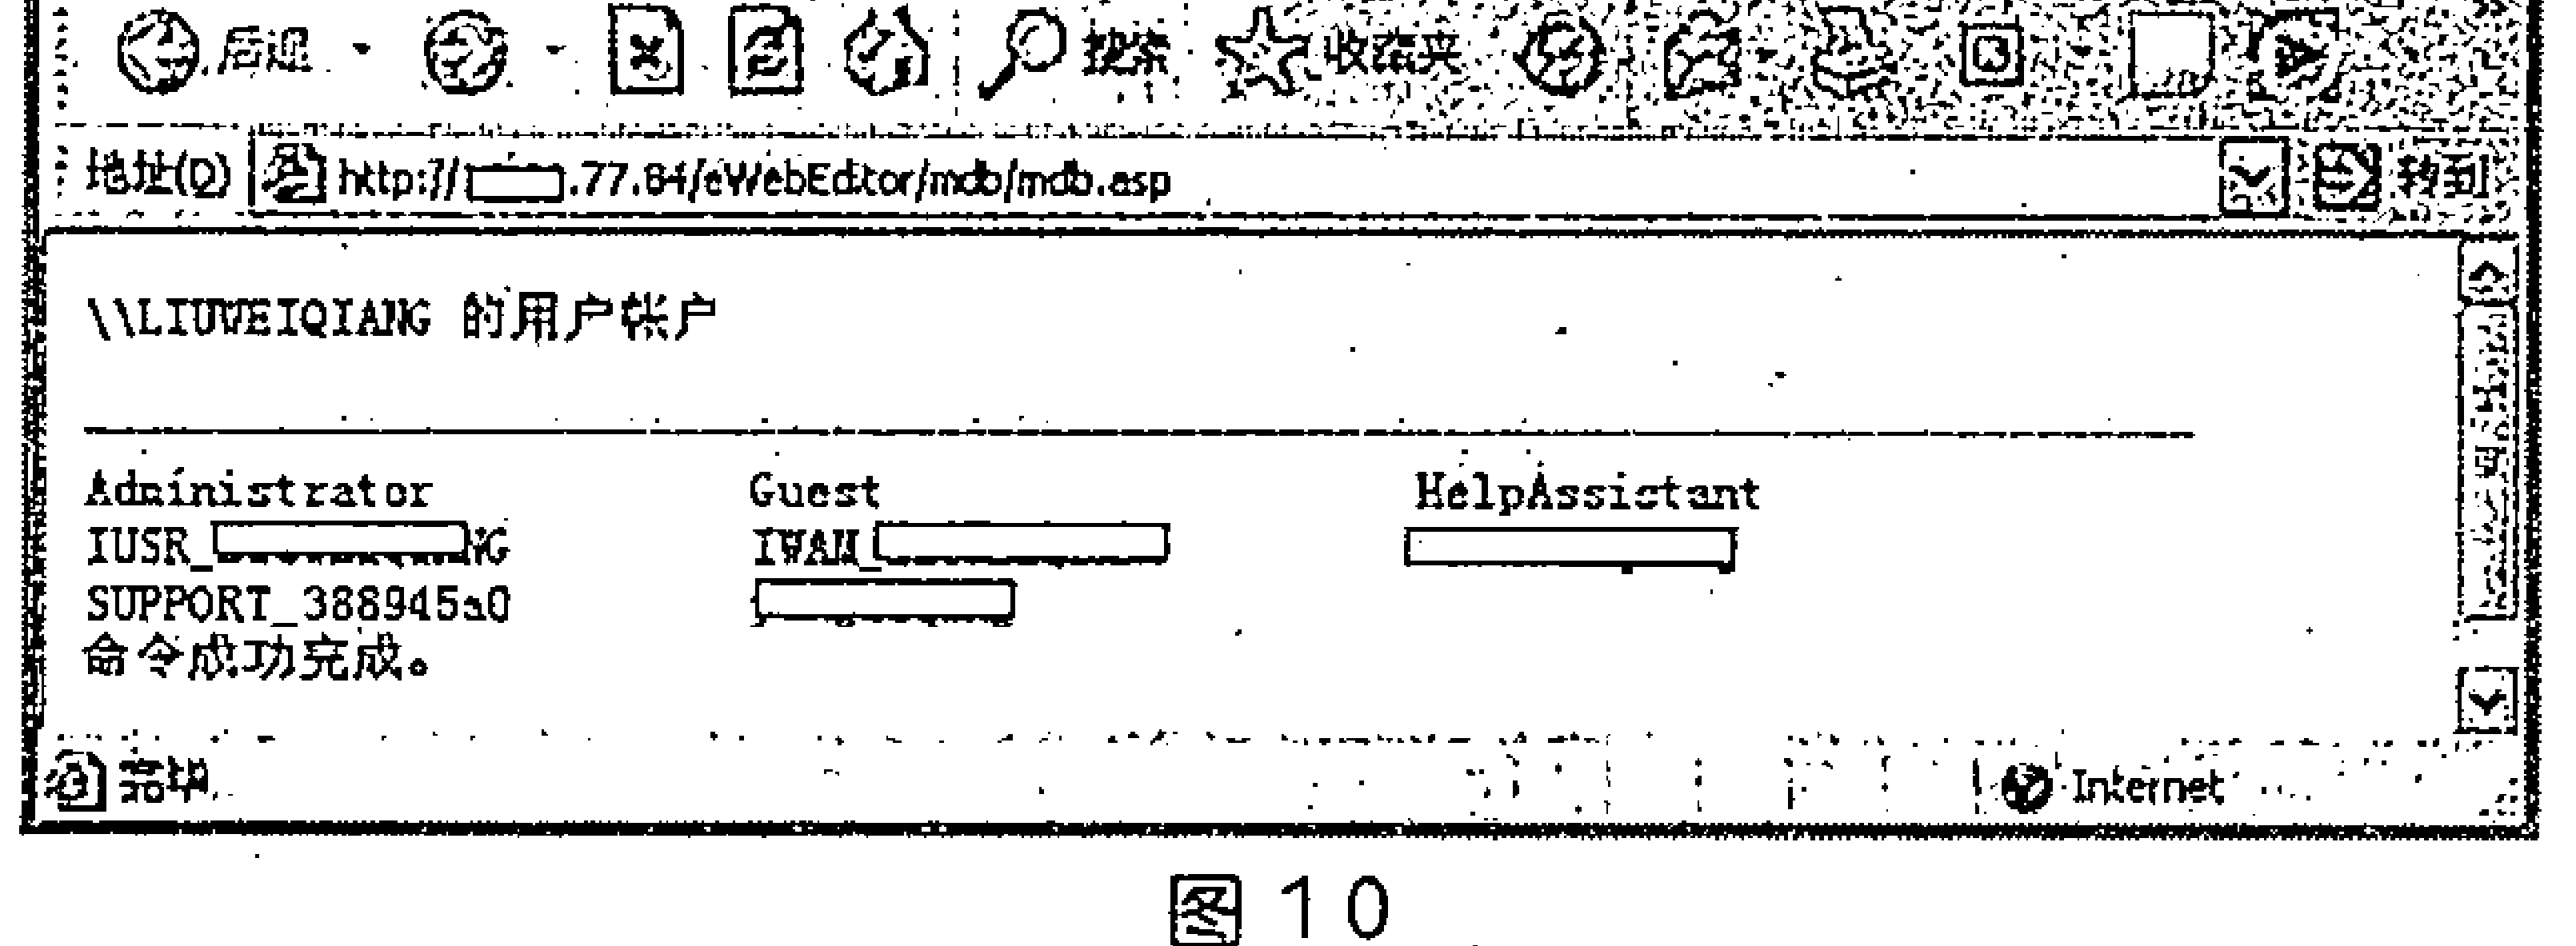 后退 搜索 收藏夹
地址(D) http:// .77.84/eWebEditor/mdb/mdb.asp 转到
\\LIUWEIQIANG 的用户帐户
Administrator Guest HelpAssistant
IUSR_ NG IWAM_
SUPPORT_388945a0
命令成功完成。
完毕 Internet
图 10